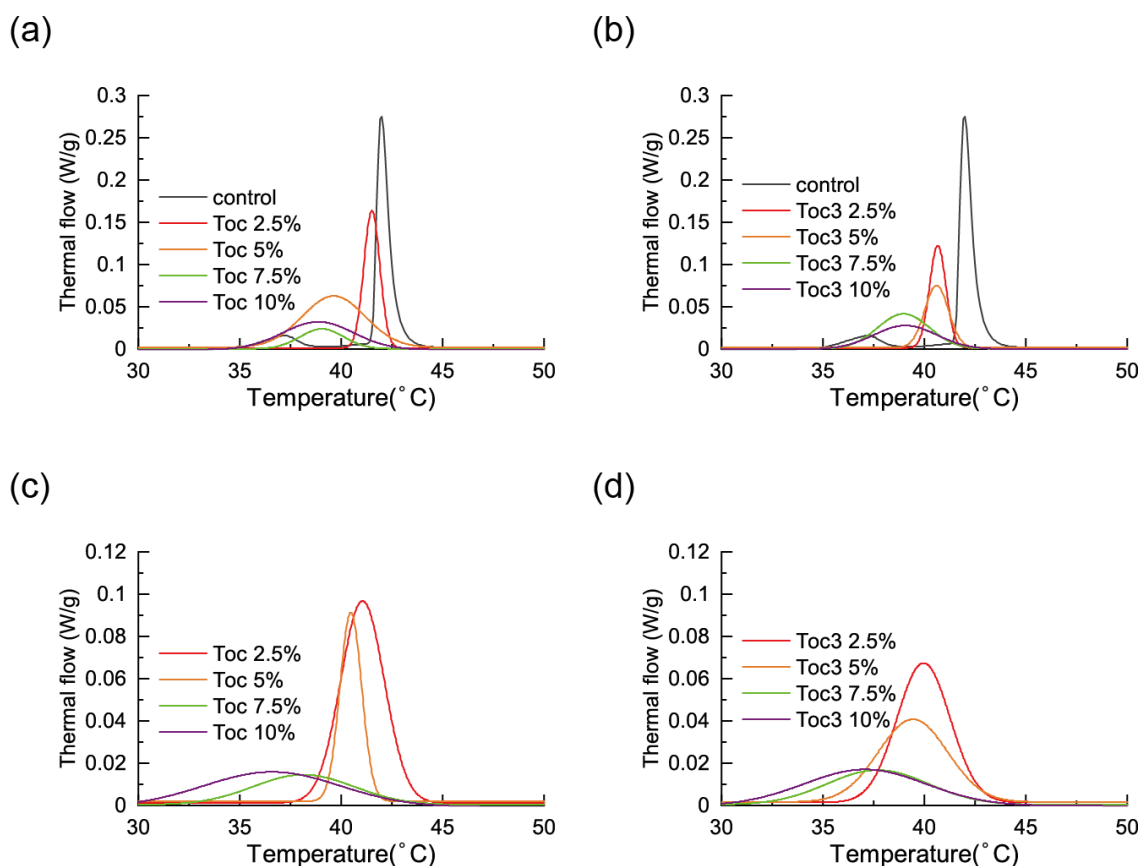 (a)
(b)
0.3
0.25
0.2
0.15
0.1
0.05
0
Thermal flow (W/g)
control
Toc 2.5%
Toc 5%
Toc 7.5%
Toc 10%
30
35
40
45
50
Temperature(°C)
0.3
0.25
0.2
0.15
0.1
0.05
0
Thermal flow (W/g)
control
Toc3 2.5%
Toc3 5%
Toc3 7.5%
Toc3 10%
30
35
40
45
50
Temperature(°C)
(c)
(d)
0.12
0.1
0.08
0.06
0.04
0.02
0
Thermal flow (W/g)
Toc 2.5%
Toc 5%
Toc 7.5%
Toc 10%
30
35
40
45
50
Temperature(°C)
0.12
0.1
0.08
0.06
0.04
0.02
0
Thermal flow (W/g)
Toc3 2.5%
Toc3 5%
Toc3 7.5%
Toc3 10%
30
35
40
45
50
Temperature(°C)